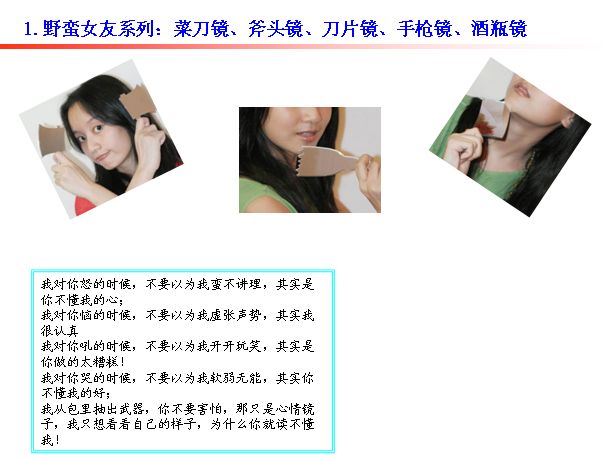 1.野蛮女友系列：菜刀镜、斧头镜、刀片镜、手枪镜、酒瓶镜
我对你怒的时候，不要以为我蛮不讲理，其实是
你不懂我的心；
我对你恼的时候，不要以为我虚张声势，其实我
很认真
我对你吼的时候，不要以为我开开玩笑，其实是
你做的太糟糕！
我对你哭的时候，不要以为我软弱无能，其实你
不懂我的好；
我从包里抽出武器，你不要害怕，那只是心情镜
子，我只想看看自己的样子，为什么你就读不懂
我！